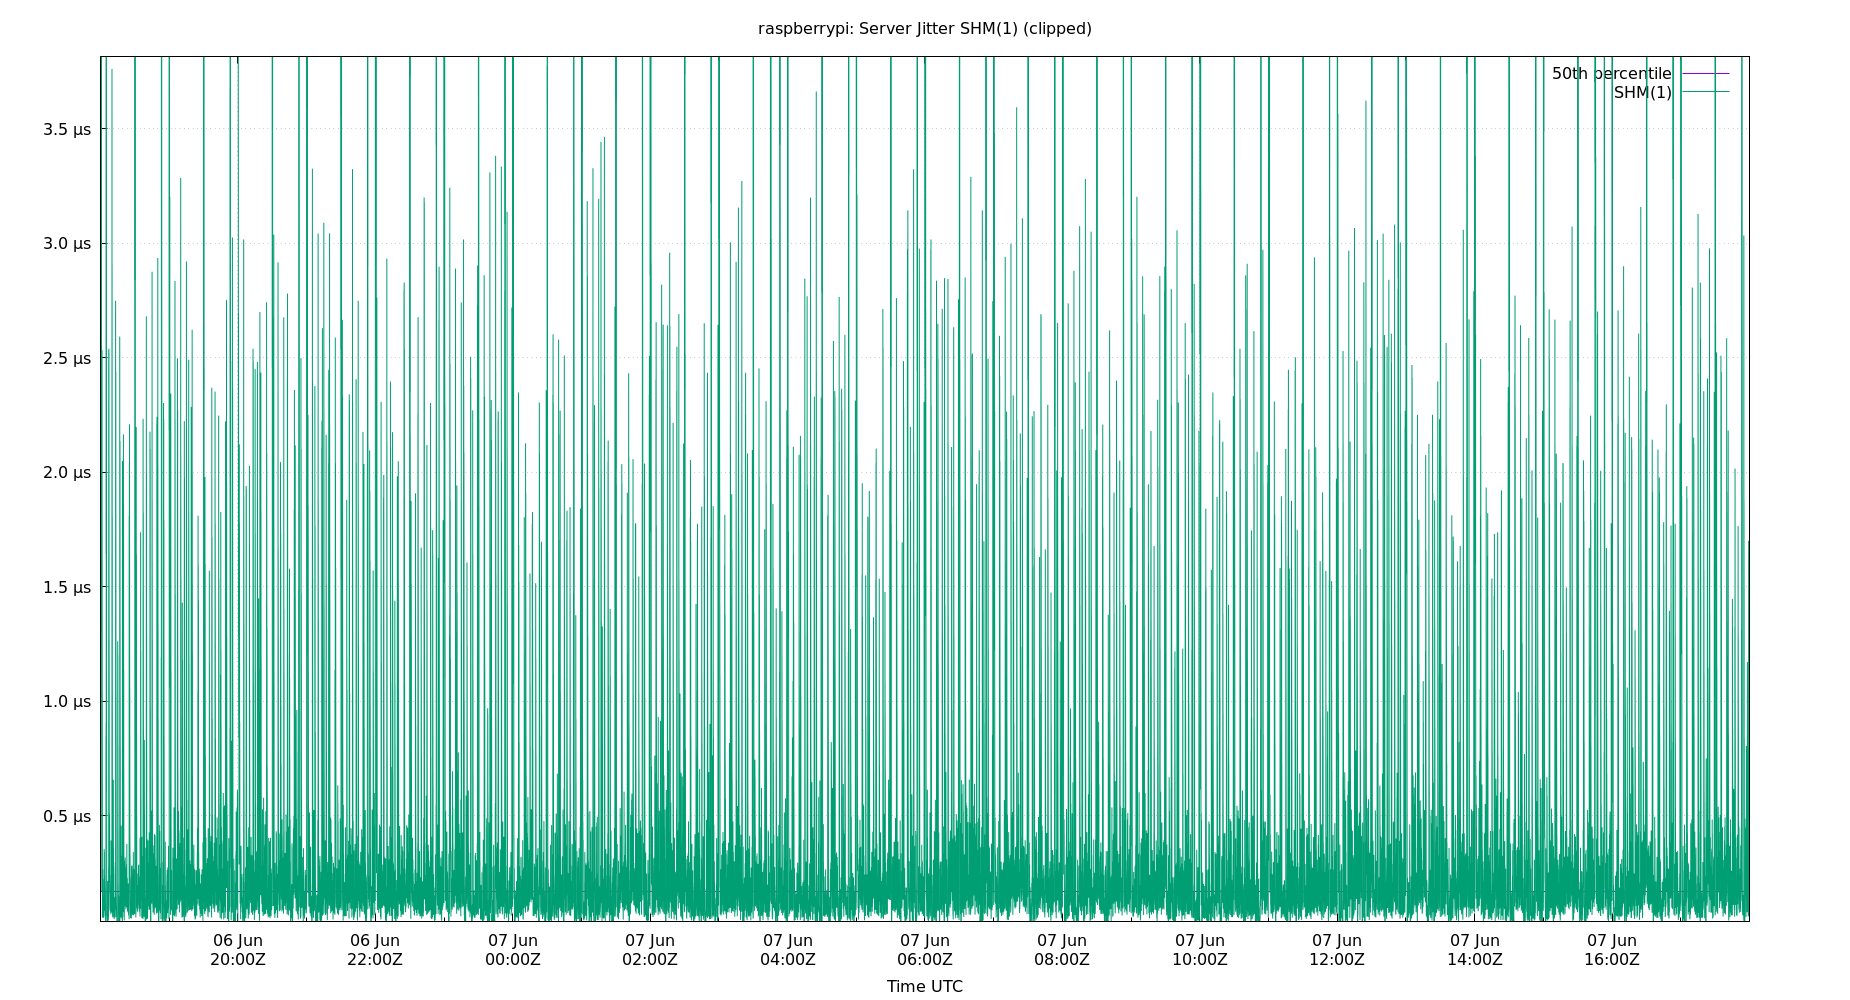 raspberrypi: Server Jitter SHM(1) (clipped)
50th percentile
SHM(1)
3.5 µs
3.0 µs
2.5 µs
2.0 µs
1.5 µs
1.0 µs
0.5 µs
06 Jun 06 Jun 07 Jun 07 Jun 07 Jun 07 Jun 07 Jun 07 Jun 07 Jun 07 Jun 07 Jun
20:00Z 22:00Z 00:00Z 02:00Z 04:00Z 06:00Z 08:00Z 10:00Z 12:00Z 14:00Z 16:00Z
Time UTC